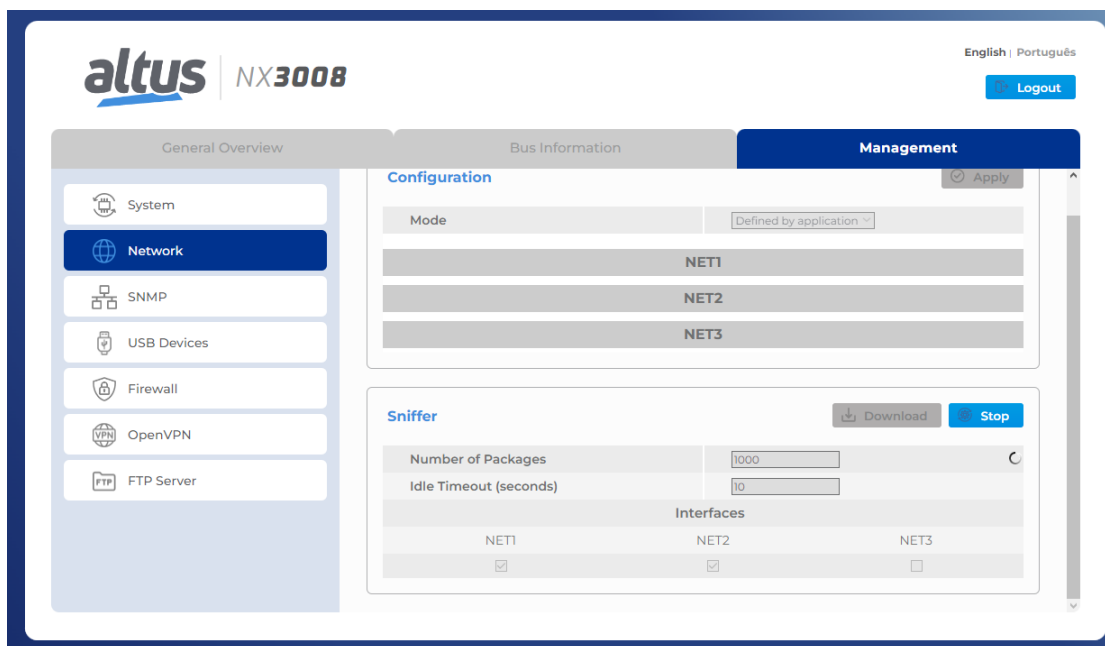 English | Português
altus NX3008
Logout
General Overview Bus Information Management
System
Network
SNMP
USB Devices
Firewall
VPN OpenVPN
FTP FTP Server
Configuration Apply
Mode Defined by application
NET1
NET2
NET3
Sniffer Download Stop
Number of Packages 1000
Idle Timeout (seconds) 10
Interfaces
NET1 NET2 NET3